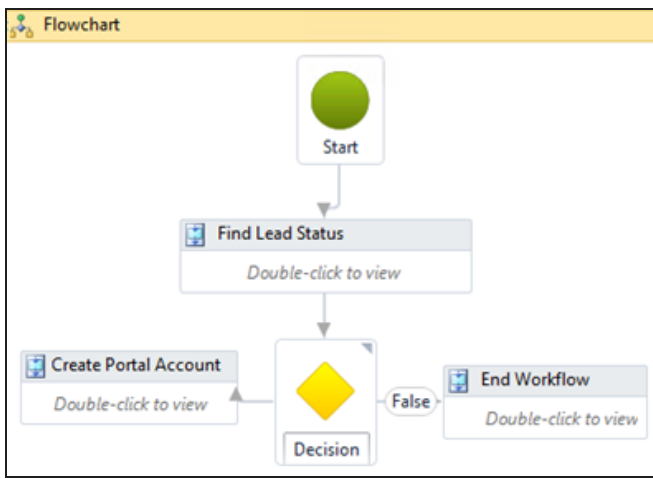 Flowchart
Start
Find Lead Status
Double-click to view
Create Portal Account
Double-click to view
Decision
False
End Workflow
Double-click to view